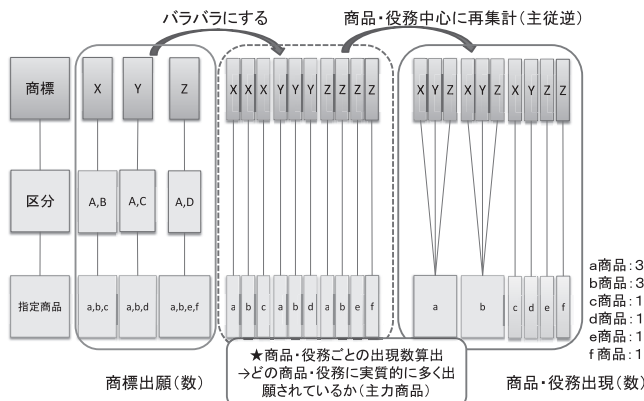 バラバラにする
商品・役務中心に再集計(主従逆)
商標
X Y Z
X X X Y Y Y Z Z Z Z
X Y Z X Y Z X Y Z Z
区分
A,B A,C A,D
指定商品
a,b,c a,b,d a,b,e,f
a b c a b d a b e f
a b c d e f
a商品:3
b商品:3
c商品:1
d商品:1
e商品:1
f商品:1
商標出願(数)
★商品・役務ごとの出現数算出
→どの商品・役務に実質的に多く出
願されているか(主力商品)
商品・役務出現(数)